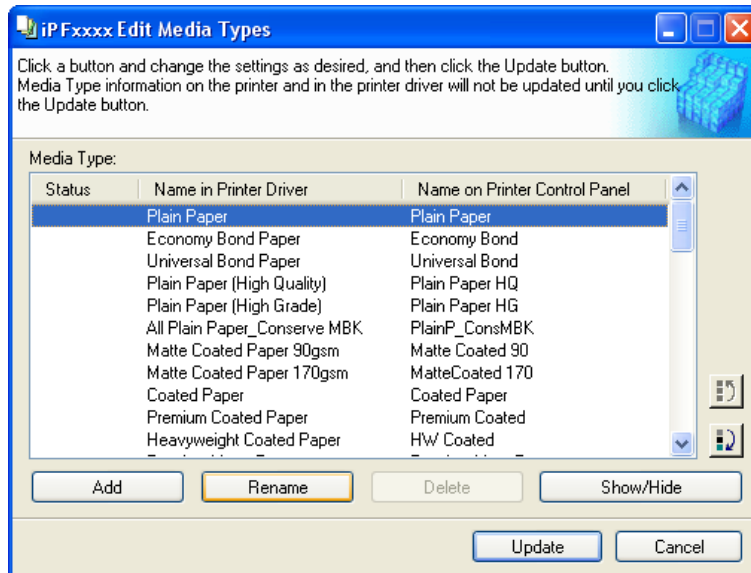 iPFxxxx Edit Media Types
Click a button and change the settings as desired, and then click the Update button.
Media Type information on the printer and in the printer driver will not be updated until you click
the Update button.
Media Type:
Status Name in Printer Driver Name on Printer Control Panel
Plain Paper Plain Paper
Economy Bond Paper Economy Bond
Universal Bond Paper Universal Bond
Plain Paper (High Quality) Plain Paper HQ
Plain Paper (High Grade) Plain Paper HG
All Plain Paper_Conserve MBK PlainP_ConsMBK
Matte Coated Paper 90gsm Matte Coated 90
Matte Coated Paper 170gsm MatteCoated 170
Coated Paper Coated Paper
Premium Coated Paper Premium Coated
Heavyweight Coated Paper HW Coated
Add Rename Delete Show/Hide
Update Cancel